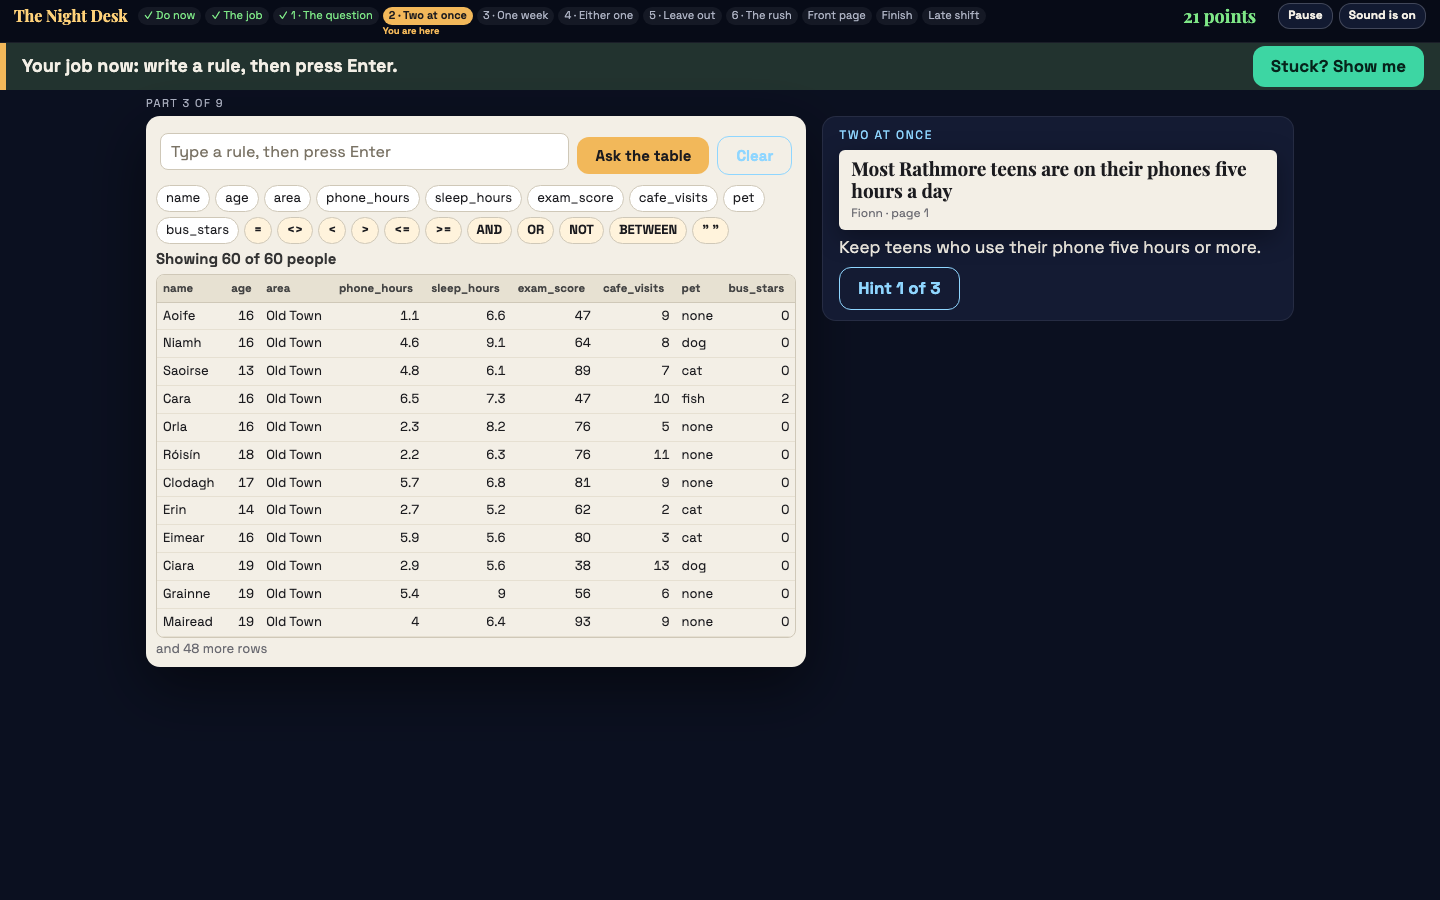 The Night Desk ✓ Do now ✓ The job ✓ 1 · The question 2 · Two at once 3 · One week 4 · Either one 5 · Leave out 6 · The rush Front page Finish Late shift 21 points Pause Sound is on
You are here
Your job now: write a rule, then press Enter. Stuck? Show me
PART 3 OF 9
Type a rule, then press Enter Ask the table Clear
name age area phone_hours sleep_hours exam_score cafe_visits pet
bus_stars = <> < > <= >= AND OR NOT BETWEEN " "
Showing 60 of 60 people
name age area phone_hours sleep_hours exam_score cafe_visits pet bus_stars
Aoife 16 Old Town 1.1 6.6 47 9 none 0
Niamh 16 Old Town 4.6 9.1 64 8 dog 0
Saoirse 13 Old Town 4.8 6.1 89 7 cat 0
Cara 16 Old Town 6.5 7.3 47 10 fish 2
Orla 16 Old Town 2.3 8.2 76 5 none 0
Róisín 18 Old Town 2.2 6.3 76 11 none 0
Clodagh 17 Old Town 5.7 6.8 81 9 none 0
Erin 14 Old Town 2.7 5.2 62 2 cat 0
Eimear 16 Old Town 5.9 5.6 80 3 cat 0
Ciara 19 Old Town 2.9 5.6 38 13 dog 0
Grainne 19 Old Town 5.4 9 56 6 none 0
Mairead 19 Old Town 4 6.4 93 9 none 0
and 48 more rows
TWO AT ONCE
Most Rathmore teens are on their phones five
hours a day
Fionn · page 1
Keep teens who use their phone five hours or more.
Hint 1 of 3